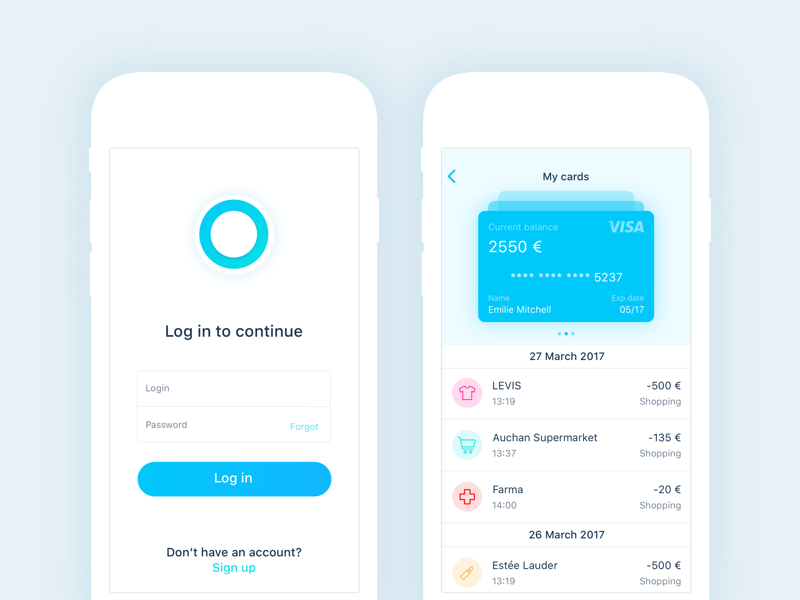 Log in to continue
Login
Password
Forgot
Log in
Don't have an account?
Sign up
My cards
Current balance
VISA
2550 €
**** **** **** 5237
Name
Exp date
Emilie Mitchell
05/17
27 March 2017
LEVIS
-500 €
13:19
Shopping
Auchan Supermarket
-135 €
13:37
Shopping
Farma
-20 €
14:00
Shopping
26 March 2017
Estée Lauder
-500 €
13:19
Shopping